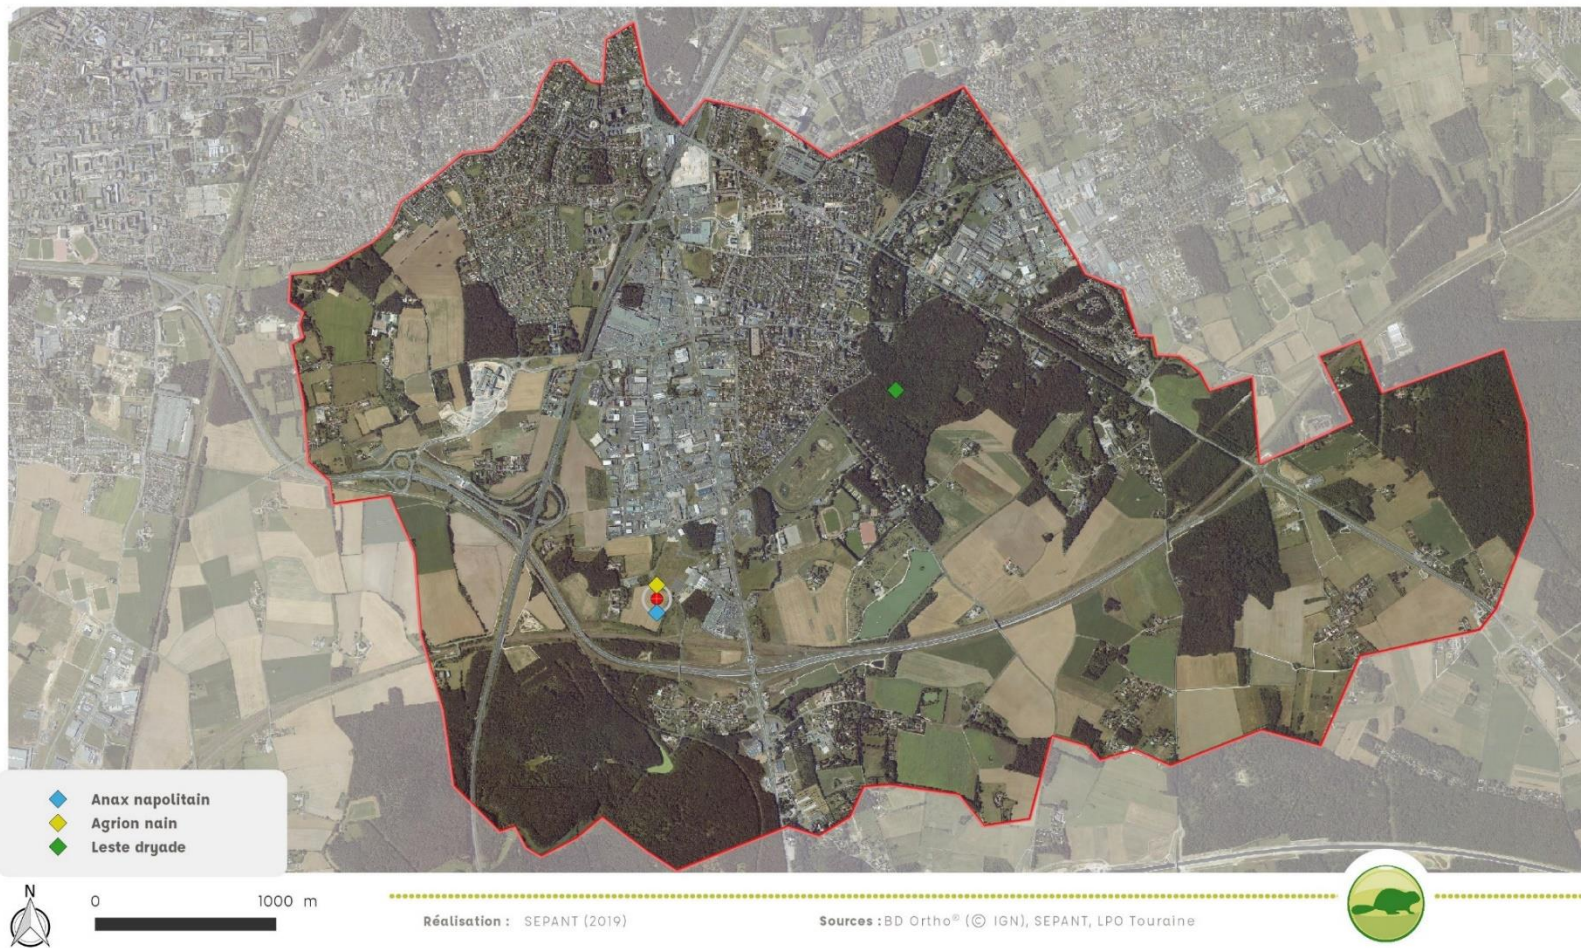 Anax napolitain
Agrion nain
Leste dryade
N
0 1000 m
Réalisation : SEPANT (2019)
Sources : BD Ortho® (© IGN), SEPANT, LPO Touraine